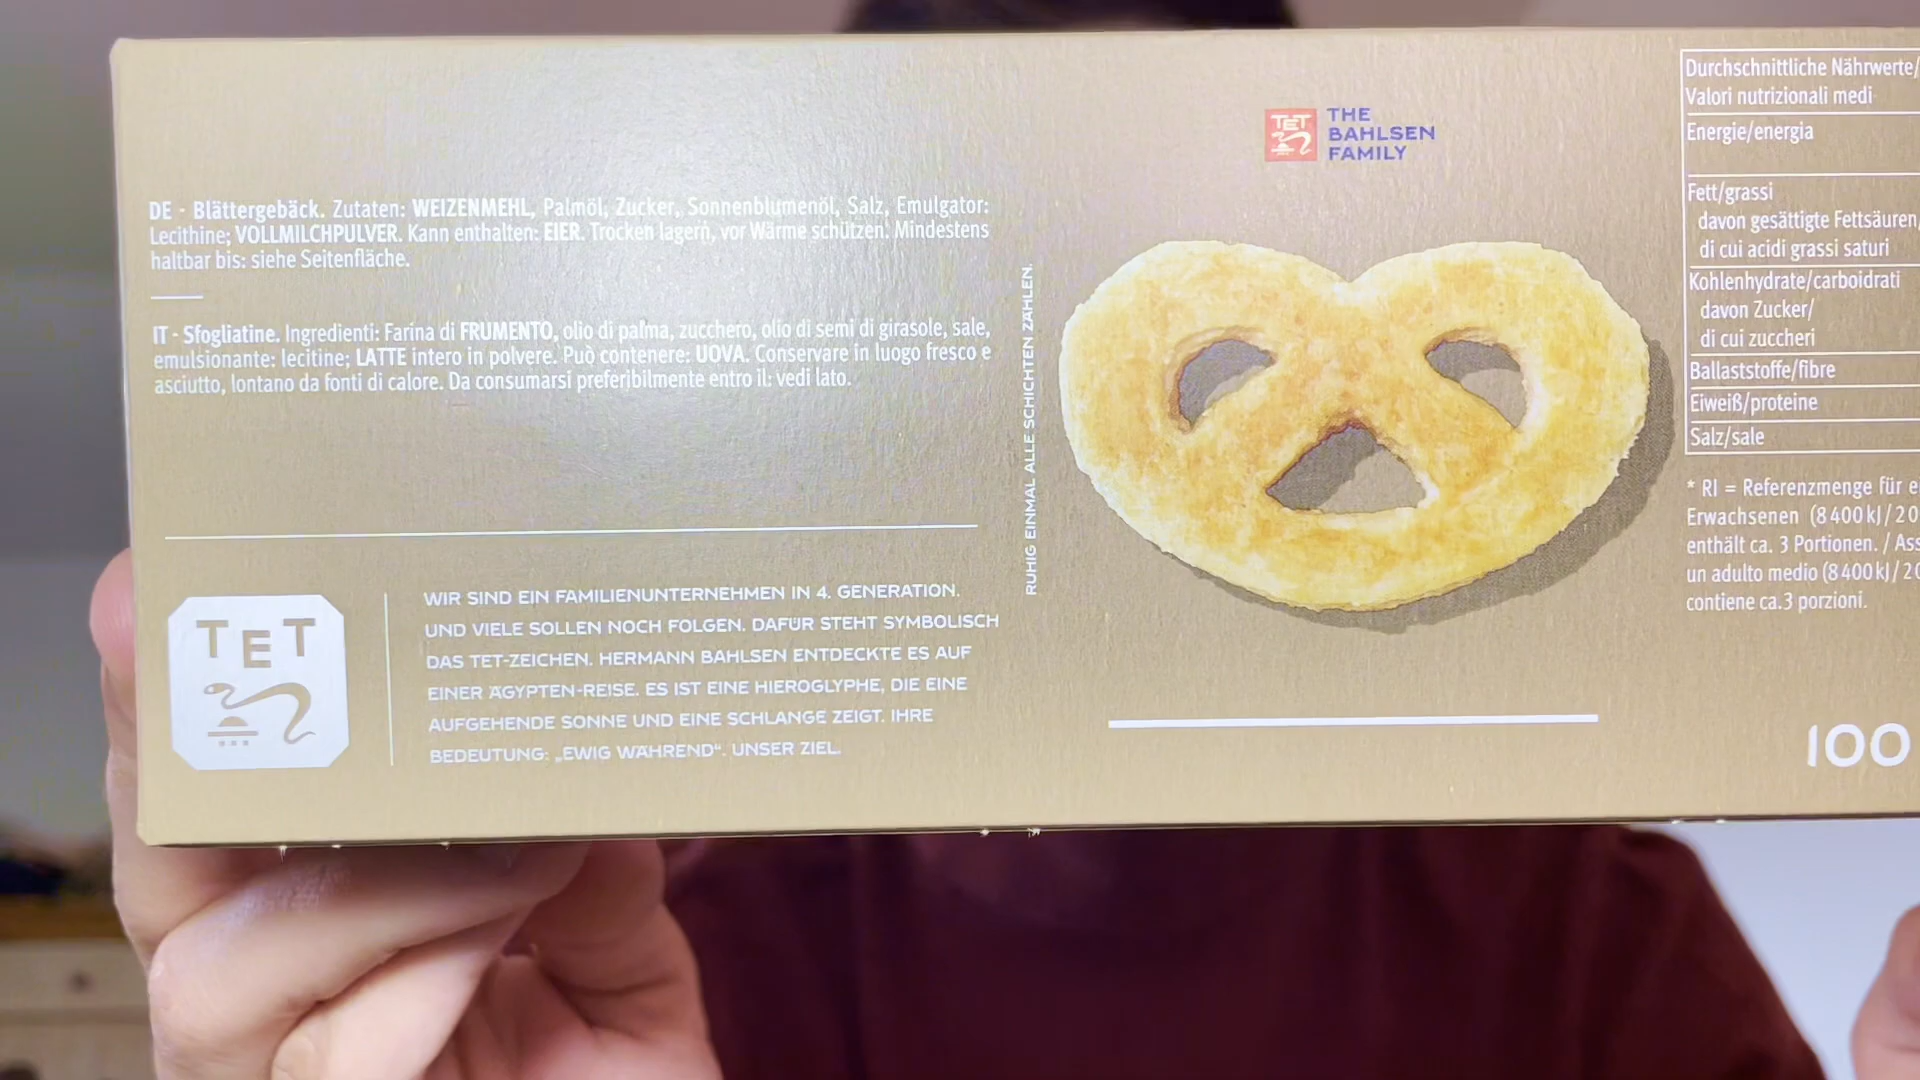 DE - Blättergebäck. Zutaten: WEIZENMEHL, Palmöl, Zucker, Sonnenblumenöl, Salz, Emulgator:
Lecithine; VOLLMILCHPULVER. Kann enthalten: EIER. Trocken lagern, vor Wärme schützen. Mindestens
haltbar bis: siehe Seitenfläche.
IT - Sfogliatine. Ingredienti: Farina di FRUMENTO, olio di palma, zucchero, olio di semi di girasole, sale,
emulsionante: lecitine; LATTE intero in polvere. Può contenere: UOVA. Conservare in luogo fresco e
asciutto, lontano da fonti di calore. Da consumarsi preferibilmente entro il: vedi lato.
TET
WIR SIND EIN FAMILIENUNTERNEHMEN IN 4. GENERATION.
UND VIELE SOLLEN NOCH FOLGEN. DAFÜR STEHT SYMBOLISCH
DAS TET-ZEICHEN. HERMANN BAHLSEN ENTDECKTE ES AUF
EINER ÄGYPTEN-REISE. ES IST EINE HIEROGLYPHE, DIE EINE
AUFGEHENDE SONNE UND EINE SCHLANGE ZEIGT. IHRE
BEDEUTUNG: „EWIG WÄHREND“. UNSER ZIEL.
RUHIG EINMAL ALLE SCHICHTEN ZÄHLEN.
TET
THE
BAHLSEN
FAMILY
Durchschnittliche Nährwerte/
Valori nutrizionali medi
Energie/energia
Fett/grassi
davon gesättigte Fettsäuren/
di cui acidi grassi saturi
Kohlenhydrate/carboidrati
davon Zucker/
di cui zuccheri
Ballaststoffe/fibre
Eiweiß/proteine
Salz/sale
* RI = Referenzmenge für
Erwachsenen (8400 kJ/20
enthält ca. 3 Portionen. /
un adulto medio (8400 kJ/20
contiene ca.3 porzioni.
100